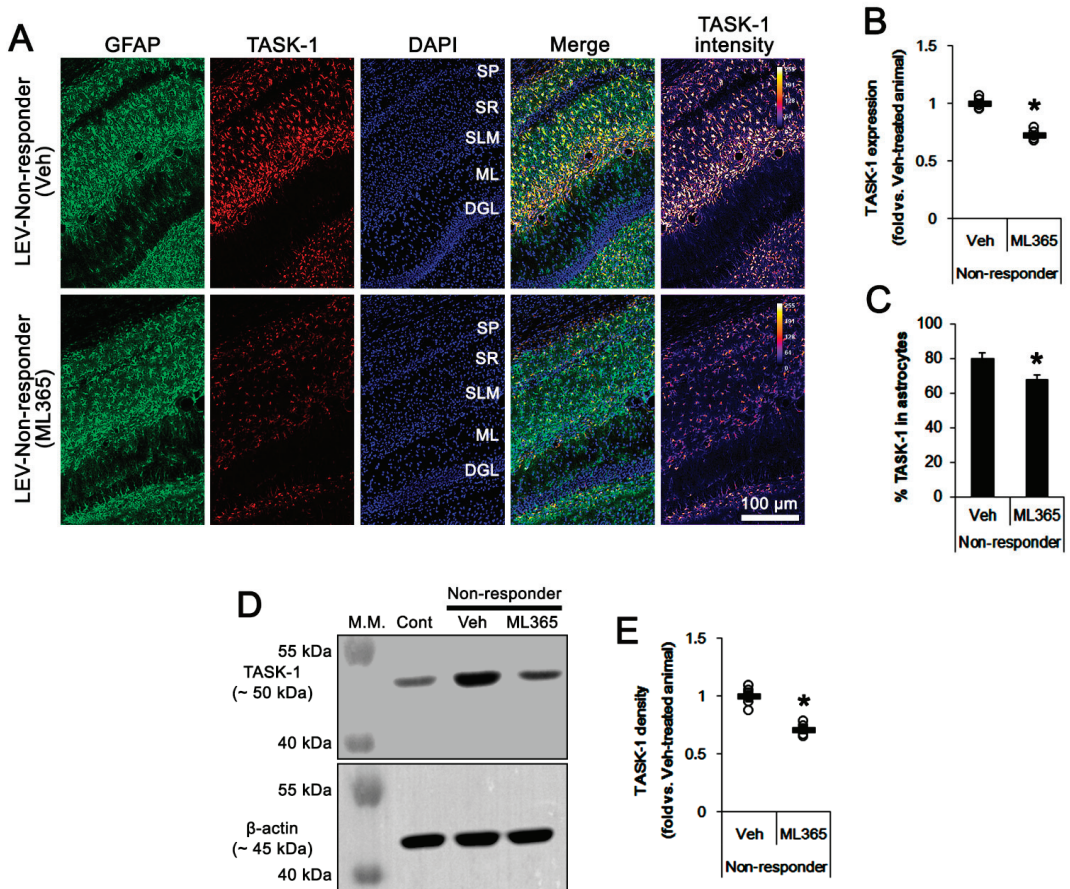 A
GFAP
TASK-1
DAPI
Merge
TASK-1
intensity
LEV-Non-responder
(Veh)
SP
SR
SLM
ML
DGL
LEV-Non-responder
(ML365)
SP
SR
SLM
ML
DGL
255
191
128
64
0
100 µm
B
TASK-1 expression
(fold vs. Veh-treated animal)
1.5
1
0.5
0
*
Veh
ML365
Non-responder
C
% TASK-1 in astrocytes
100
80
60
40
20
0
*
Veh
ML365
Non-responder
D
Non-responder
M.M. Cont Veh ML365
55 kDa
TASK-1
(~ 50 kDa)
40 kDa
55 kDa
β-actin
(~ 45 kDa)
40 kDa
E
TASK-1 density
(fold vs. Veh-treated animal)
1.5
1
0.5
0
*
Veh
ML365
Non-responder